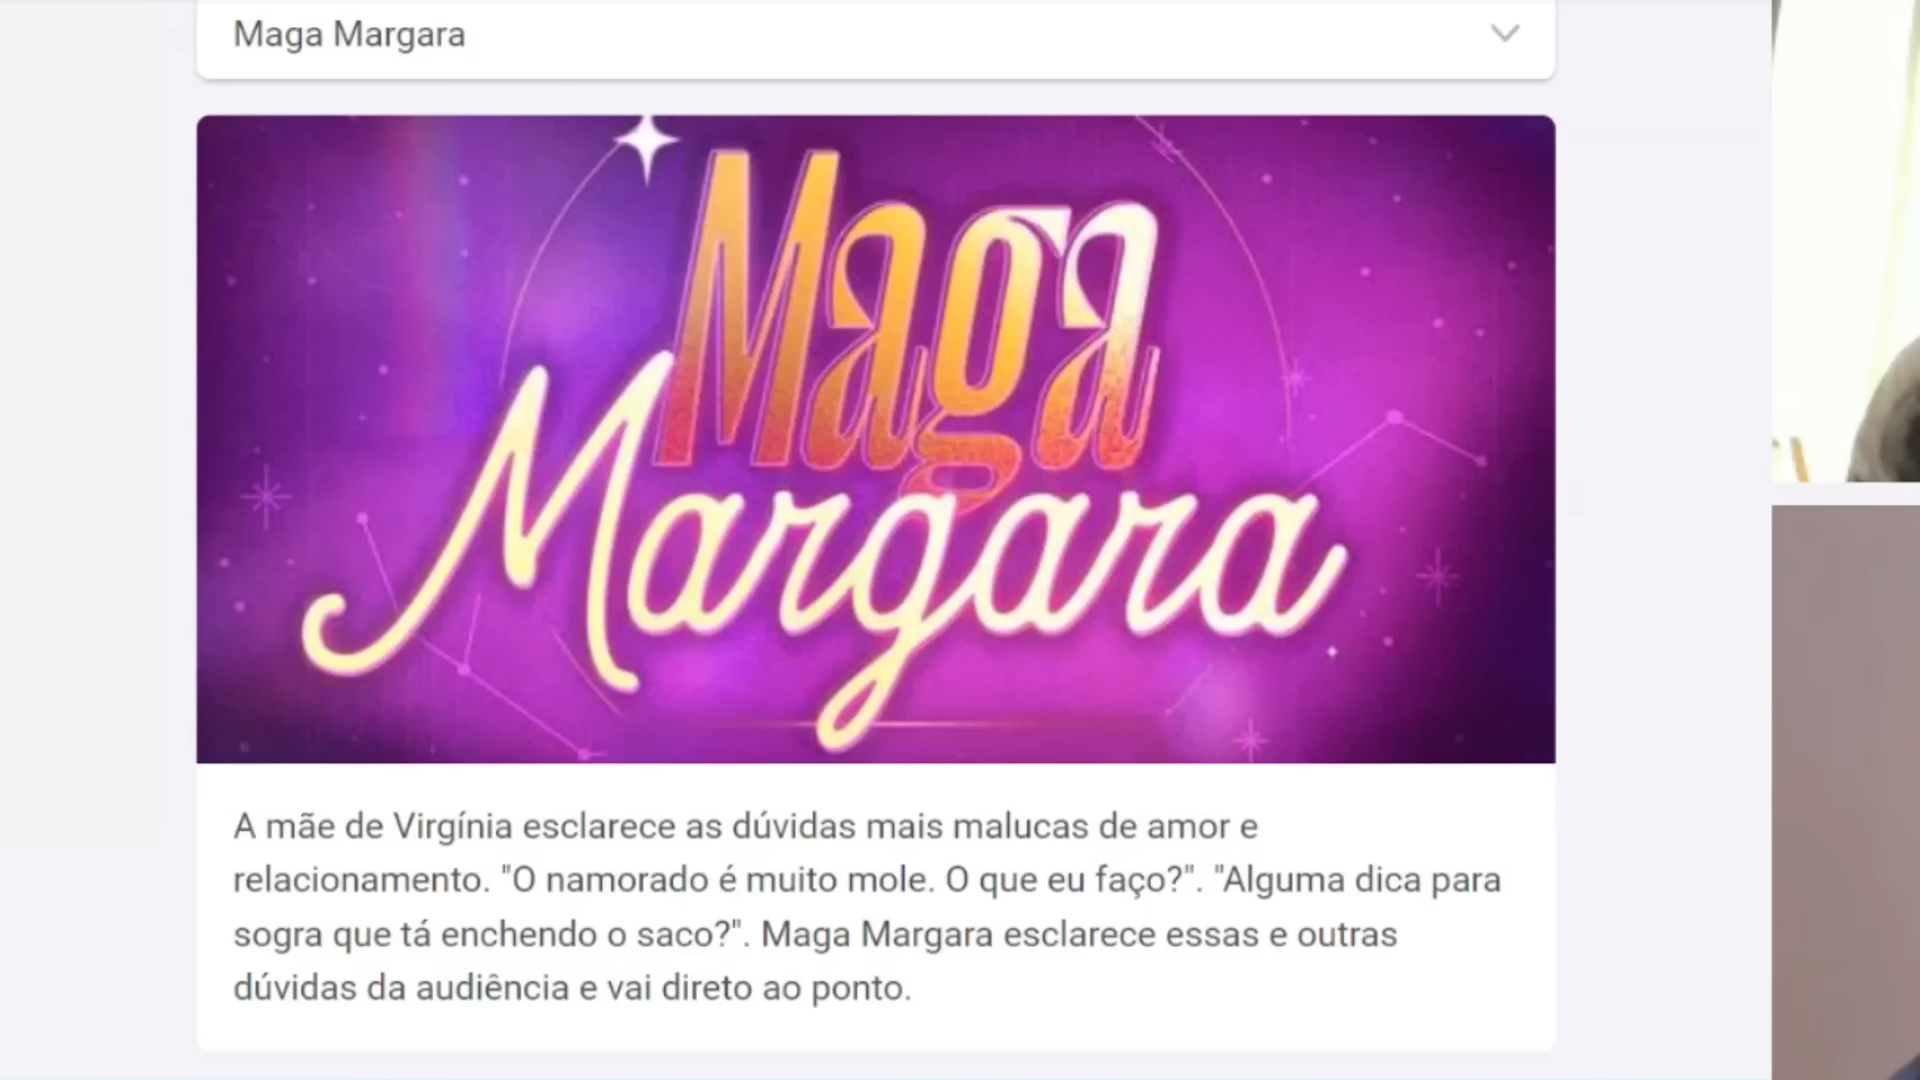 Maga Margara
Maga
Margara
A mãe de Virgínia esclarece as dúvidas mais malucas de amor e
relacionamento. "O namorado é muito mole. O que eu faço?". "Alguma dica para
sogra que tá enchendo o saco?". Maga Margara esclarece essas e outras
dúvidas da audiência e vai direto ao ponto.